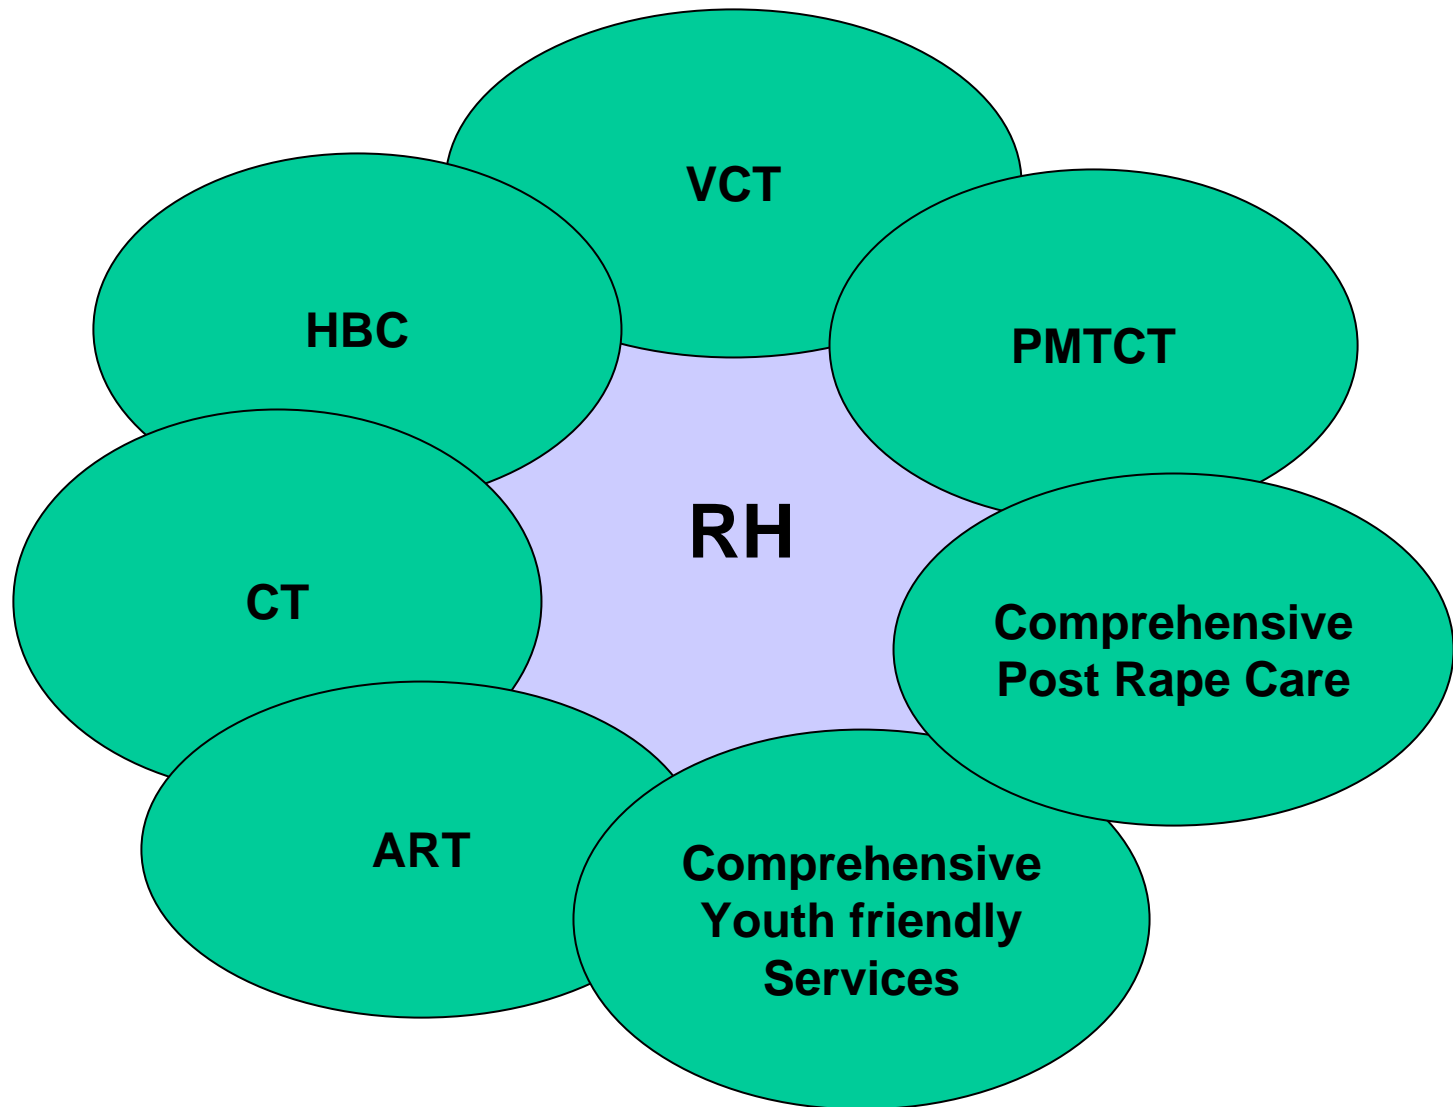 VCT
HBC
PMTCT
RH
CT
Comprehensive
Post Rape Care
ART
Comprehensive
Youth friendly
Services